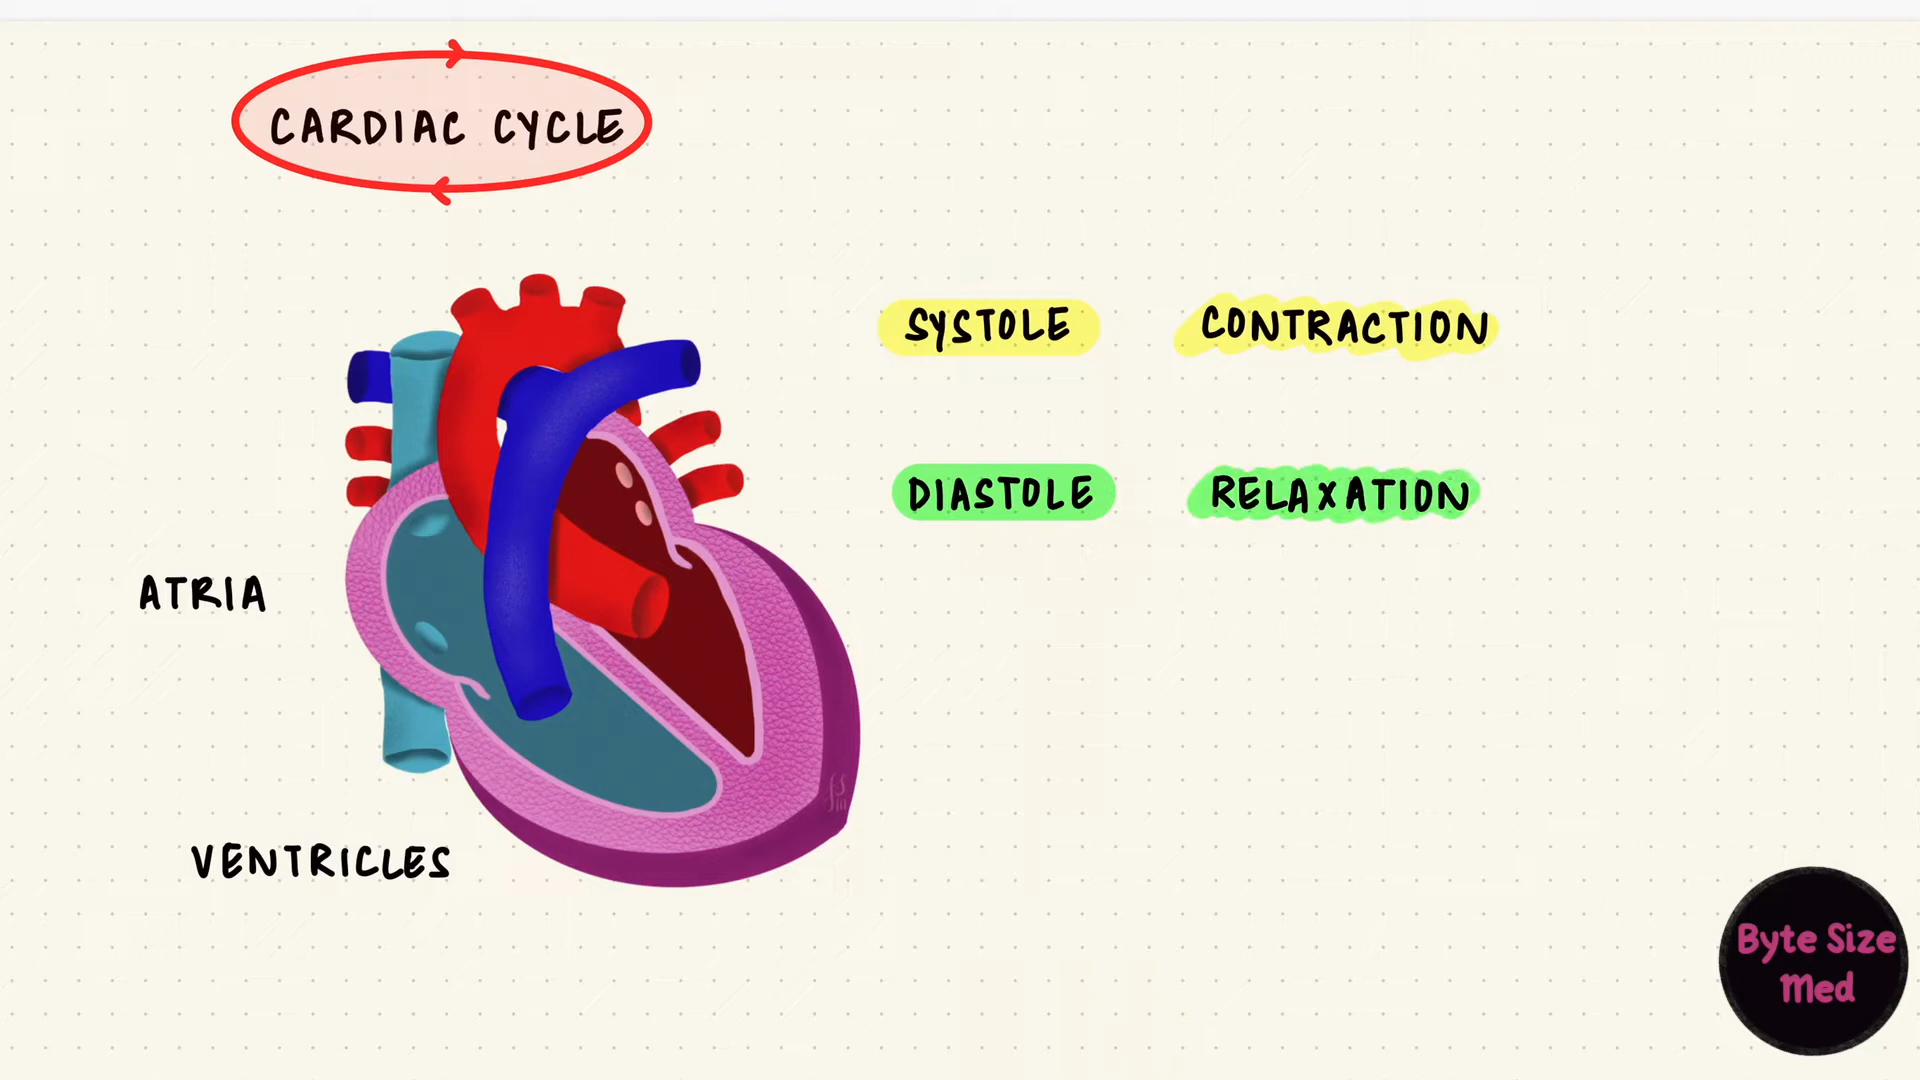 CARDIAC CYCLE
SYSTOLE CONTRACTION
DIASTOLE RELAXATION
ATRIA
VENTRICLES
Byte Size
Med